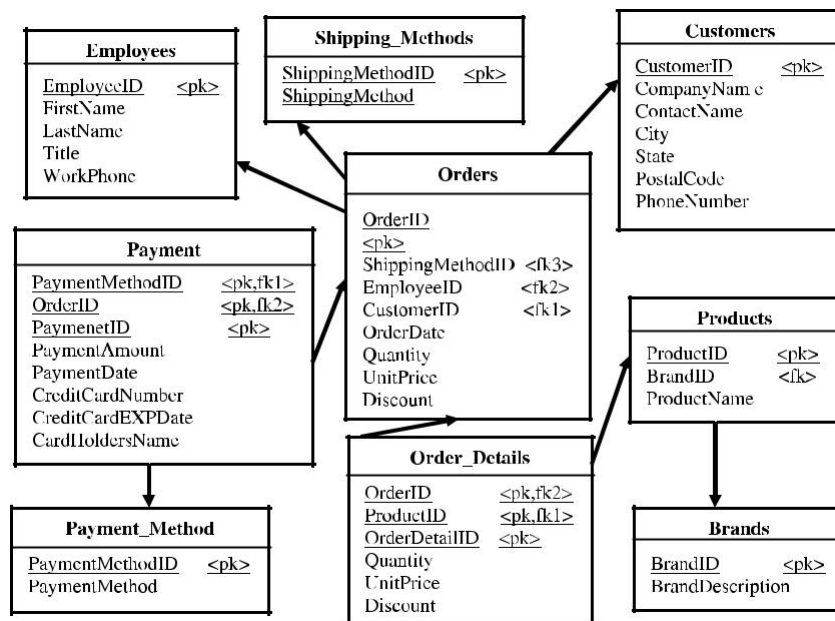 Employees
EmployeeID <pk>
FirstName
LastName
Title
WorkPhone
Shipping_Methods
ShippingMethodID <pk>
ShippingMethod
Customers
CustomerID <pk>
CompanyName
ContactName
City
State
PostalCode
PhoneNumber
Orders
OrderID
<pk>
ShippingMethodID <fk3>
EmployeeID <fk2>
CustomerID <fk1>
OrderDate
Quantity
UnitPrice
Discount
Payment
PaymentMethodID <pk,fk1>
OrderID <pk,fk2>
PaymenetID <pk>
PaymentAmount
PaymentDate
CreditCardNumber
CreditCardEXPDate
CardHoldersName
Products
ProductID <pk>
BrandID <fk>
ProductName
Order_Details
OrderID <pk,fk2>
ProductID <pk,fk1>
OrderDetailID <pk>
Quantity
UnitPrice
Discount
Payment_Method
PaymentMethodID <pk>
PaymentMethod
Brands
BrandID <pk>
BrandDescription